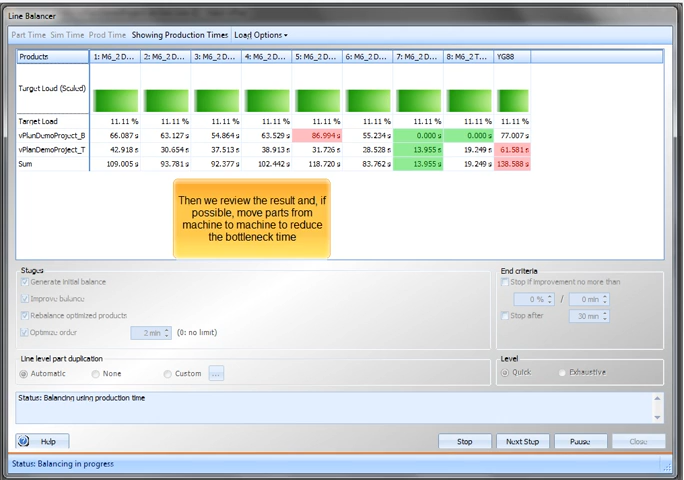 Line Balancer
Part Time Sim Time Prod Time Showing Production Times Load Options
Products 1: M6_2 D... 2: M6_2 D... 3: M6_2 D... 4: M6_2 D... 5: M6_2 D... 6: M6_2 D... 7: M6_2 D... 8: M6_2 T... YG88
Target Load (Scaled)
Target Load 11.11 % 11.11 % 11.11 % 11.11 % 11.11 % 11.11 % 11.11 % 11.11 % 11.11 %
vPlanDemoProject_B 66.087 s 63.127 s 54.864 s 63.529 s 86.994 s 55.234 s 0.000 s 0.000 s 77.007 s
vPlanDemoProject_T 42.918 s 30.654 s 37.513 s 38.913 s 31.726 s 28.528 s 13.955 s 19.249 s 61.581 s
Sum 109.005 s 93.781 s 92.377 s 102.442 s 118.720 s 83.762 s 13.955 s 19.249 s 138.588 s
Then we review the result and, if
possible, move parts from
machine to machine to reduce
the bottleneck time
Stages
Generate initial balance
Improve balance
Rebalance optimized products
Optimize order 2 min (0: no limit)
End criteria
Stop if improvement no more than
0 % / 0 min
Stop after 30 min
Line level part duplication
Automatic None Custom ...
Level
Quick Exhaustive
Status: Balancing using production time
Help Stop Next Step Pause Close
Status: Balancing in progress